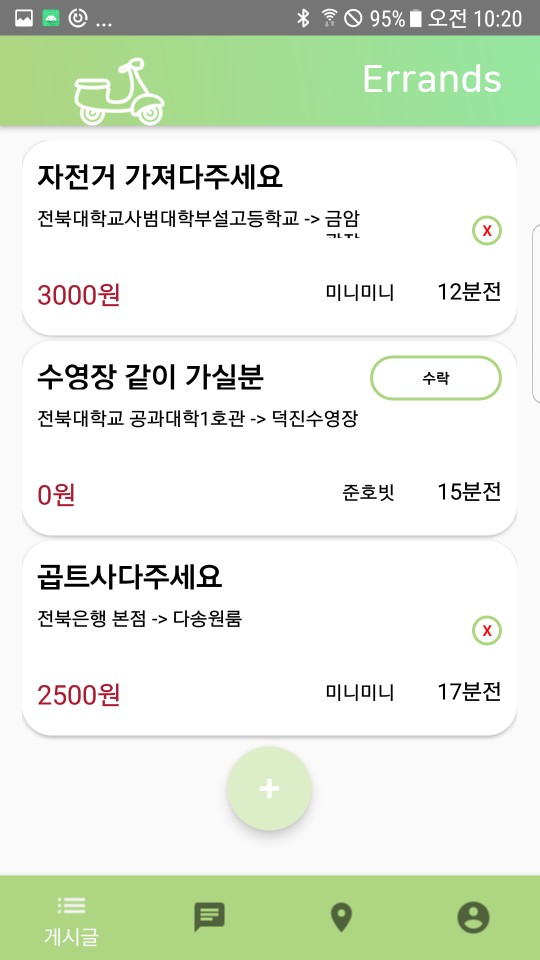 ... 95% 오전 10:20
Errands
자전거 가져다주세요
전북대학교사범대학부설고등학교 -> 금암
X
3000원 미니미니 12분전
수영장 같이 가실분 수락
전북대학교 공과대학1호관 -> 덕진수영장
0원 준호빗 15분전
곱트사다주세요
전북은행 본점 -> 다송원룸
X
2500원 미니미니 17분전
+
게시글